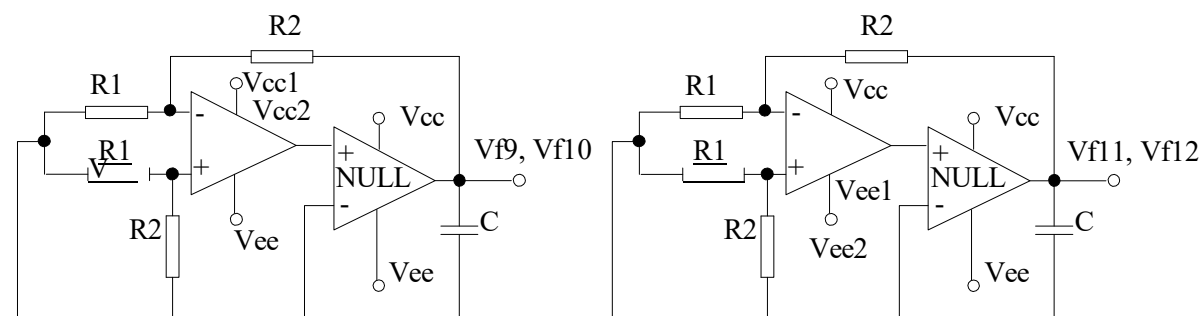 R2
R1
Vcc1
Vcc2
-
Vcc
V
R1
+
+
NULL
-
Vf9, Vf10
R2
Vee
C
Vee
R2
R1
Vcc
-
Vcc
R1
+
+
NULL
-
Vf11, Vf12
Vee1
R2
Vee2
C
Vee